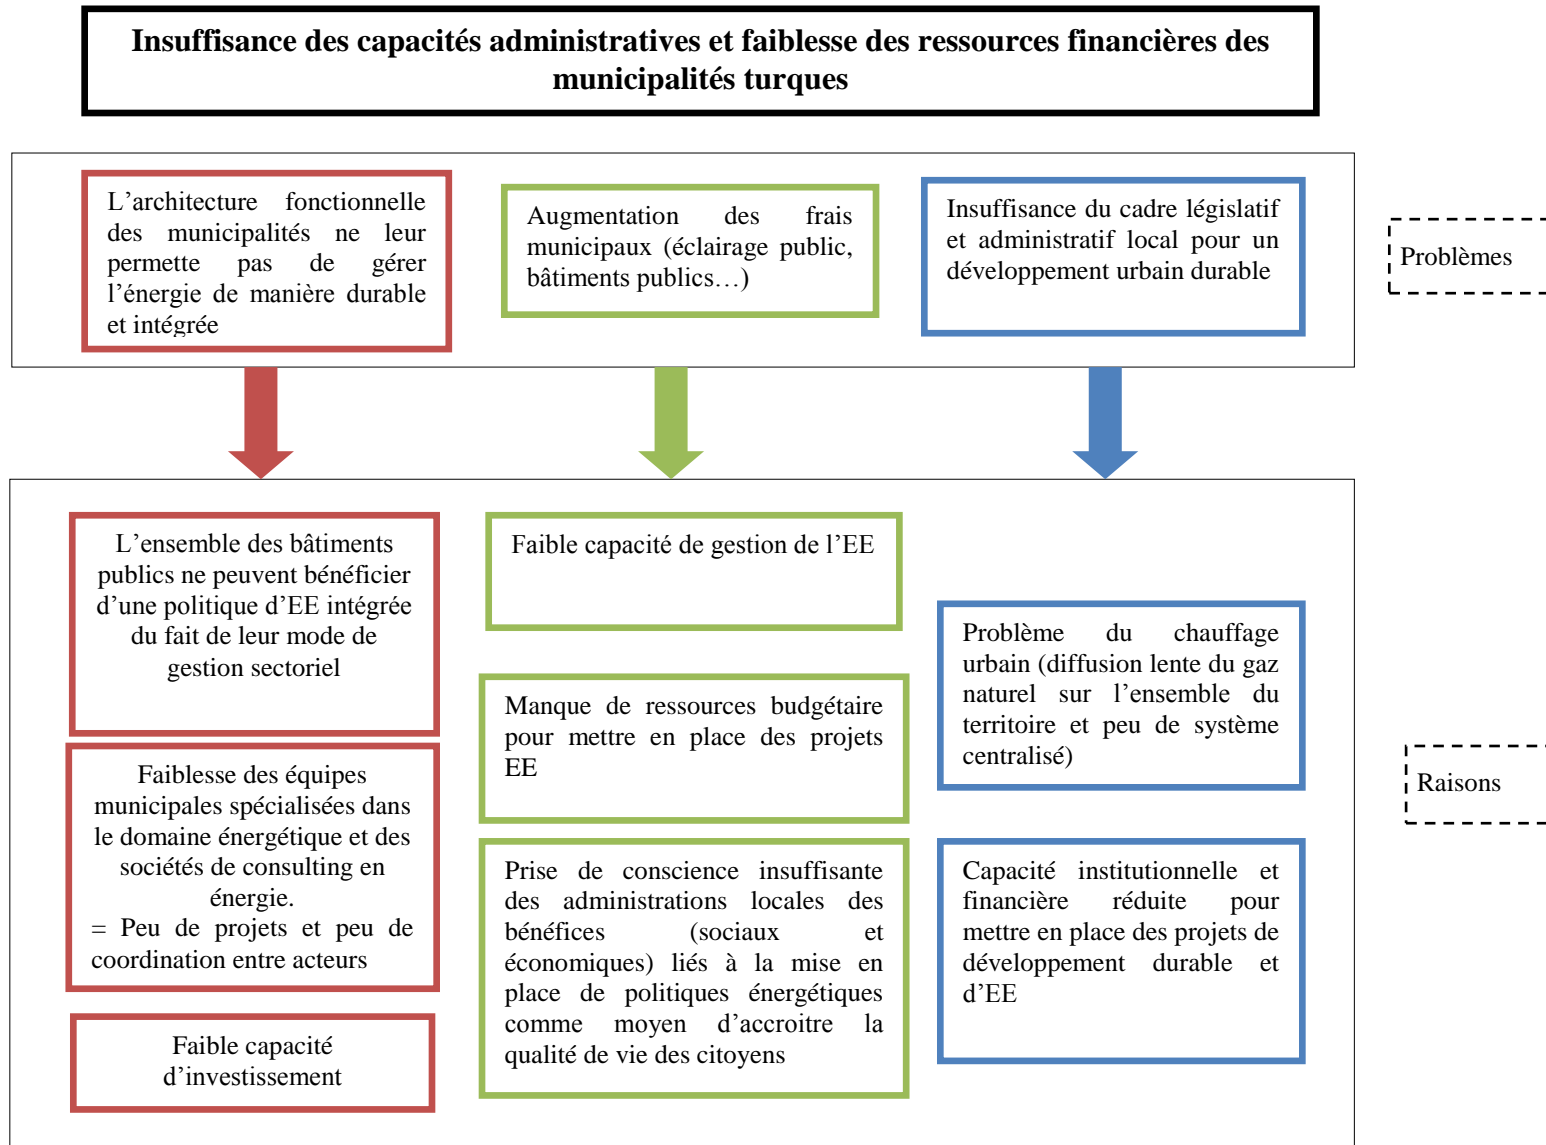 Insuffisance des capacités administratives et faiblesse des ressources financières des
municipalités turques
L’architecture fonctionnelle
des municipalités ne leur
permette pas de gérer
l’énergie de manière durable
et intégrée
Augmentation des frais
municipaux (éclairage public,
bâtiments publics…)
Insuffisance du cadre législatif
et administratif local pour un
développement urbain durable
Problèmes
L’ensemble des bâtiments
publics ne peuvent bénéficier
d’une politique d’EE intégrée
du fait de leur mode de
gestion sectoriel
Faiblesse des équipes
municipales spécialisées dans
le domaine énergétique et des
sociétés de consulting en
énergie.
= Peu de projets et peu de
coordination entre acteurs
Faible capacité
d’investissement
Faible capacité de gestion de l’EE
Manque de ressources budgétaire
pour mettre en place des projets
EE
Prise de conscience insuffisante
des administrations locales des
bénéfices (sociaux et
économiques) liés à la mise en
place de politiques énergétiques
comme moyen d’accroitre la
qualité de vie des citoyens
Problème du chauffage
urbain (diffusion lente du gaz
naturel sur l’ensemble du
territoire et peu de système
centralisé)
Capacité institutionnelle et
financière réduite pour
mettre en place des projets de
développement durable et
d’EE
Raisons